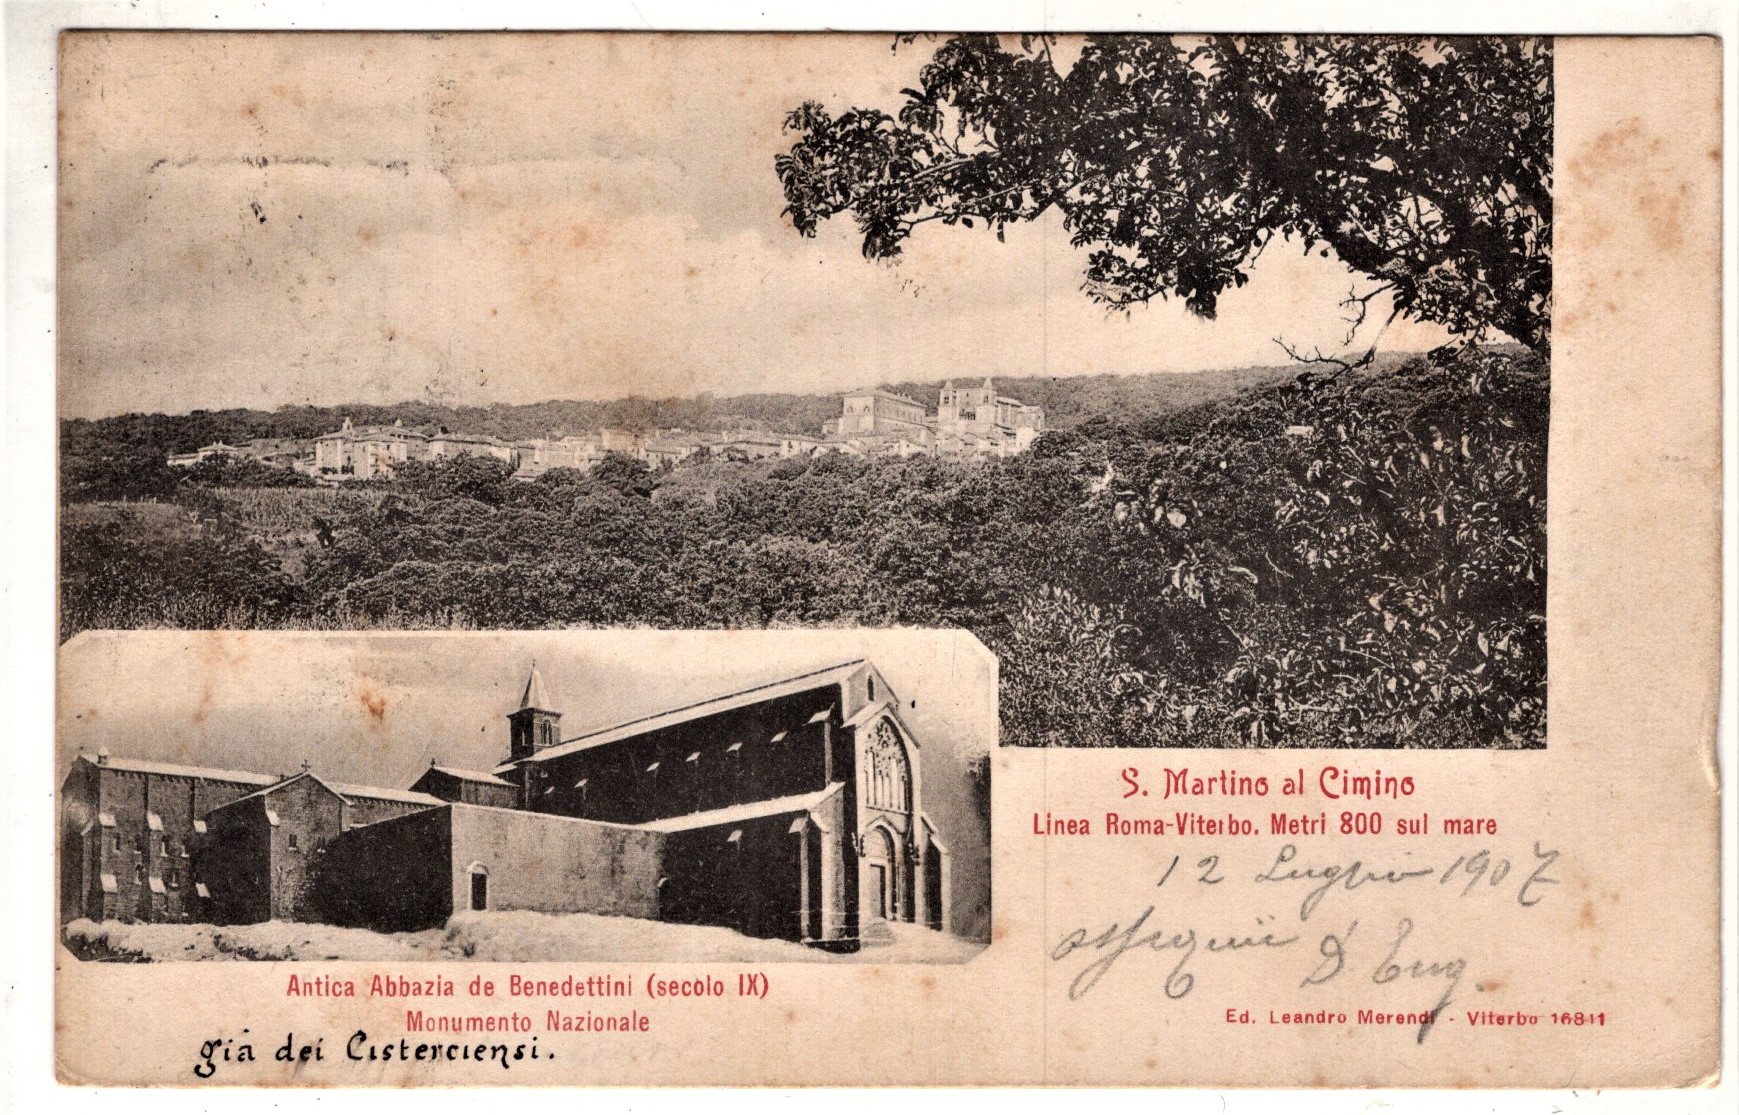 S. Martino al Cimino
Linea Roma-Viterbo. Metri 800 sul mare
12 Luglio 1907
Ossequii
D Eug
Antica Abbazia de Benedettini (secolo IX)
Monumento Nazionale
già dei Cisterciensi.
Ed. Leandro Merendi - Viterbo 16811